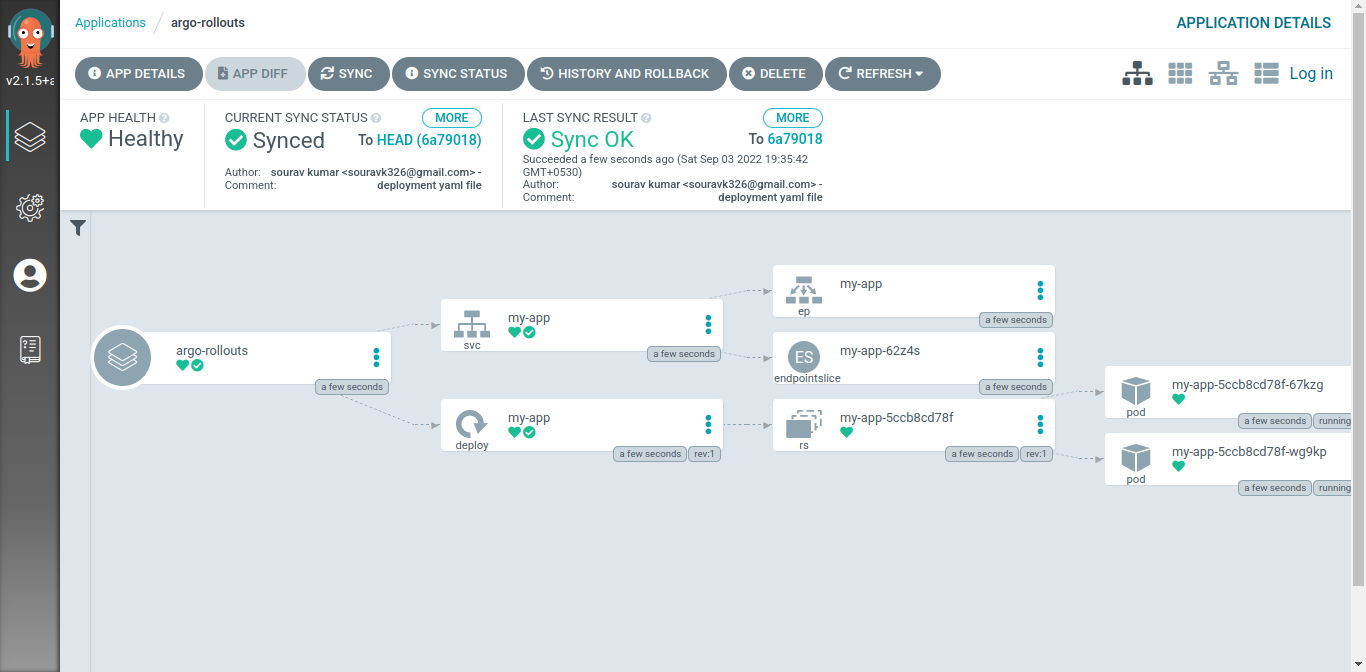 v2.1.5+a
Applications / argo-rollouts
APPLICATION DETAILS
APP DETAILS
APP DIFF
SYNC
SYNC STATUS
HISTORY AND ROLLBACK
DELETE
REFRESH
Log in
APP HEALTH
Healthy
CURRENT SYNC STATUS
MORE
Synced
To HEAD (6a79018)
Author: sourav kumar <souravk326@gmail.com> -
Comment: deployment yaml file
LAST SYNC RESULT
MORE
Sync OK
To 6a79018
Succeeded a few seconds ago (Sat Sep 03 2022 19:35:42
GMT+0530)
Author: sourav kumar <souravk326@gmail.com> -
Comment: deployment yaml file
argo-rollouts
a few seconds
my-app
svc
a few seconds
my-app
deploy
a few seconds
rev:1
my-app
ep
a few seconds
ES
my-app-62z4s
endpointslice
a few seconds
my-app-5ccb8cd78f
rs
a few seconds
rev:1
my-app-5ccb8cd78f-67kzg
pod
a few seconds
running
my-app-5ccb8cd78f-wg9kp
pod
a few seconds
running